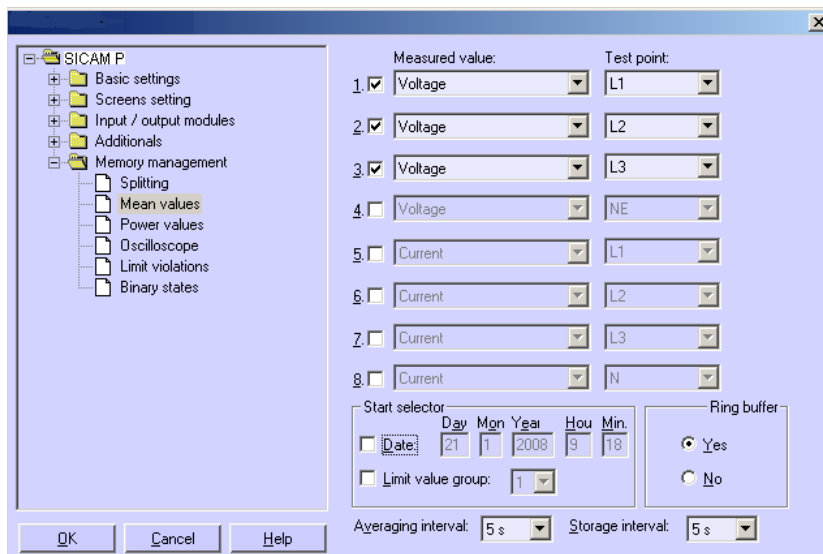 SICAM P
Basic settings
Screens setting
Input / output modules
Additionals
Memory management
Splitting
Mean values
Power values
Oscilloscope
Limit violations
Binary states
OK Cancel Help
Measured value: Test point:
1. Voltage L1
2. Voltage L2
3. Voltage L3
4. Voltage NE
5. Current L1
6. Current L2
7. Current L3
8. Current N
Start selector
Day Mon Year Hou Min.
Date: 21 1 2008 9 18
Limit value group: 1
Ring buffer
Yes
No
Averaging interval: 5 s Storage interval: 5 s